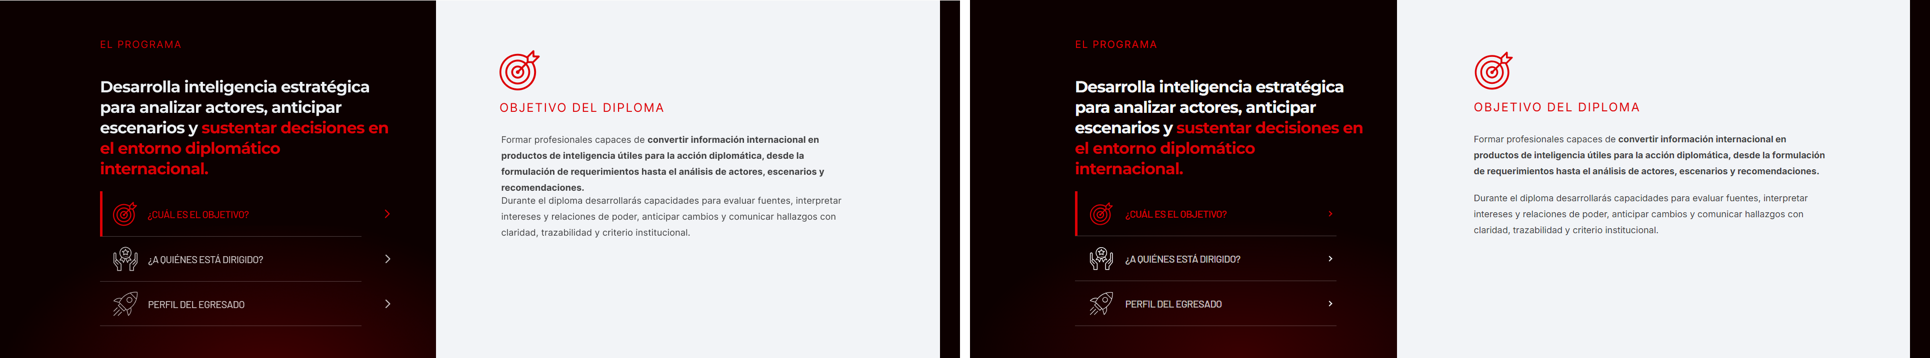 EL PROGRAMA
Desarrolla inteligencia estratégica
para analizar actores, anticipar
escenarios y sustentar decisiones en
el entorno diplomático
internacional.
¿CUÁL ES EL OBJETIVO?
¿A QUIÉNES ESTÁ DIRIGIDO?
PERFIL DEL EGRESADO
OBJETIVO DEL DIPLOMA
Formar profesionales capaces de convertir información internacional en
productos de inteligencia útiles para la acción diplomática, desde la
formulación de requerimientos hasta el análisis de actores, escenarios y
recomendaciones.
Durante el diploma desarrollarás capacidades para evaluar fuentes, interpretar
intereses y relaciones de poder, anticipar cambios y comunicar hallazgos con
claridad, trazabilidad y criterio institucional.
EL PROGRAMA
Desarrolla inteligencia estratégica
para analizar actores, anticipar
escenarios y sustentar decisiones en
el entorno diplomático
internacional.
¿CUÁL ES EL OBJETIVO?
¿A QUIÉNES ESTÁ DIRIGIDO?
PERFIL DEL EGRESADO
OBJETIVO DEL DIPLOMA
Formar profesionales capaces de convertir información internacional en
productos de inteligencia útiles para la acción diplomática, desde la formulación
de requerimientos hasta el análisis de actores, escenarios y recomendaciones.
Durante el diploma desarrollarás capacidades para evaluar fuentes, interpretar
intereses y relaciones de poder, anticipar cambios y comunicar hallazgos con
claridad, trazabilidad y criterio institucional.